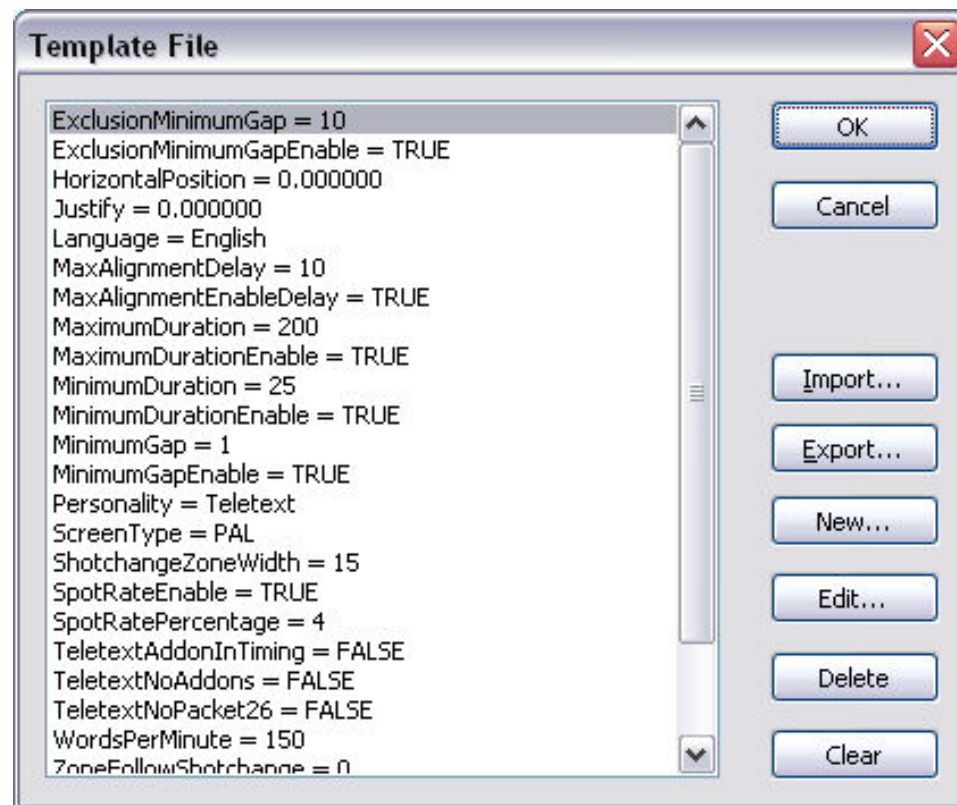 Template File
ExclusionMinimumGap = 10
ExclusionMinimumGapEnable = TRUE
HorizontalPosition = 0.000000
Justify = 0.000000
Language = English
MaxAlignmentDelay = 10
MaxAlignmentEnableDelay = TRUE
MaximumDuration = 200
MaximumDurationEnable = TRUE
MinimumDuration = 25
MinimumDurationEnable = TRUE
MinimumGap = 1
MinimumGapEnable = TRUE
Personality = Teletext
ScreenType = PAL
ShotchangeZoneWidth = 15
SpotRateEnable = TRUE
SpotRatePercentage = 4
TeletextAddonInTiming = FALSE
TeletextNoAddons = FALSE
TeletextNoPacket26 = FALSE
WordsPerMinute = 150
ZoneFollowShotchange = 0
OK
Cancel
Import...
Export...
New...
Edit...
Delete
Clear